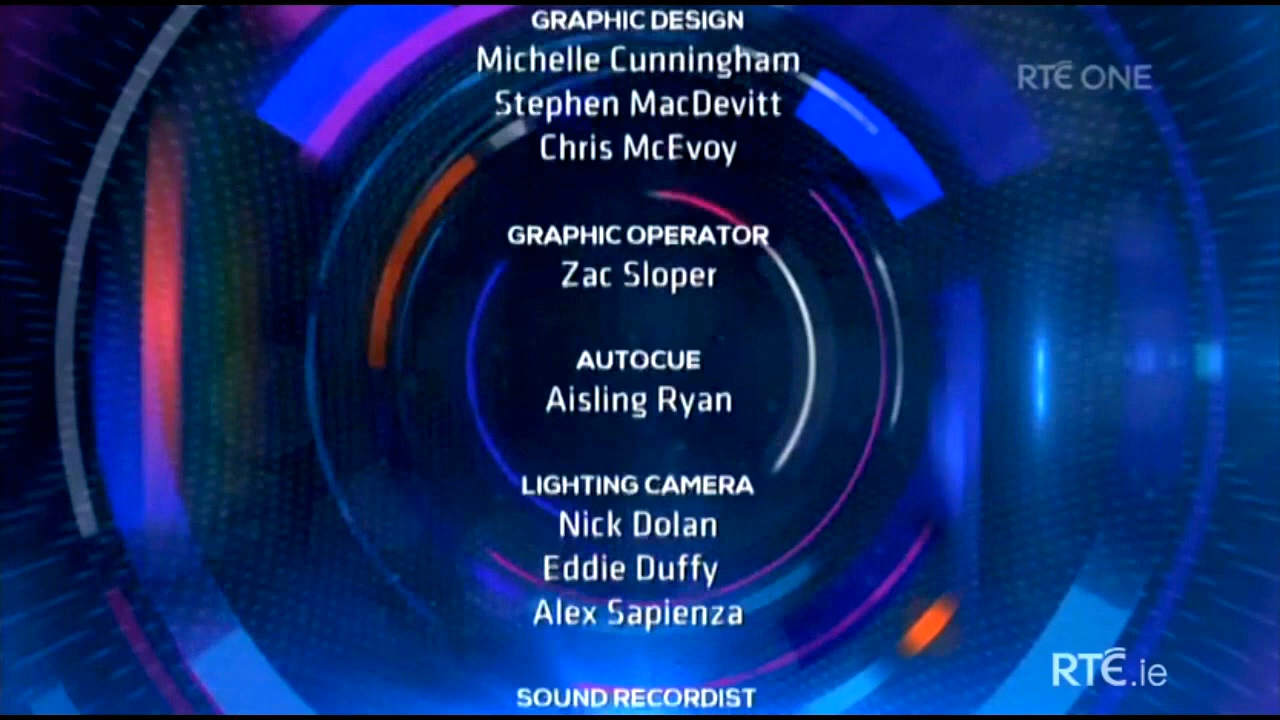 GRAPHIC DESIGN
Michelle Cunningham
Stephen MacDevitt
Chris McEvoy
RTÉ ONE
GRAPHIC OPERATOR
Zac Sloper
AUTOCUE
Aisling Ryan
LIGHTING CAMERA
Nick Dolan
Eddie Duffy
Alex Sapienza
RTÉ.ie
SOUND RECORDIST